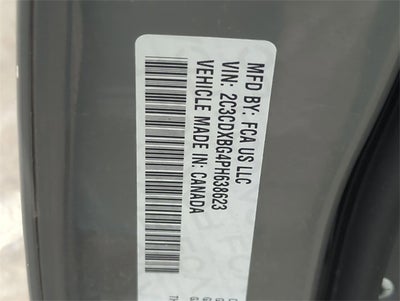 MFD BY: FCA US LLC
VIN: 2C3CDXBG4PH638623
VEHICLE MADE IN: CANADA